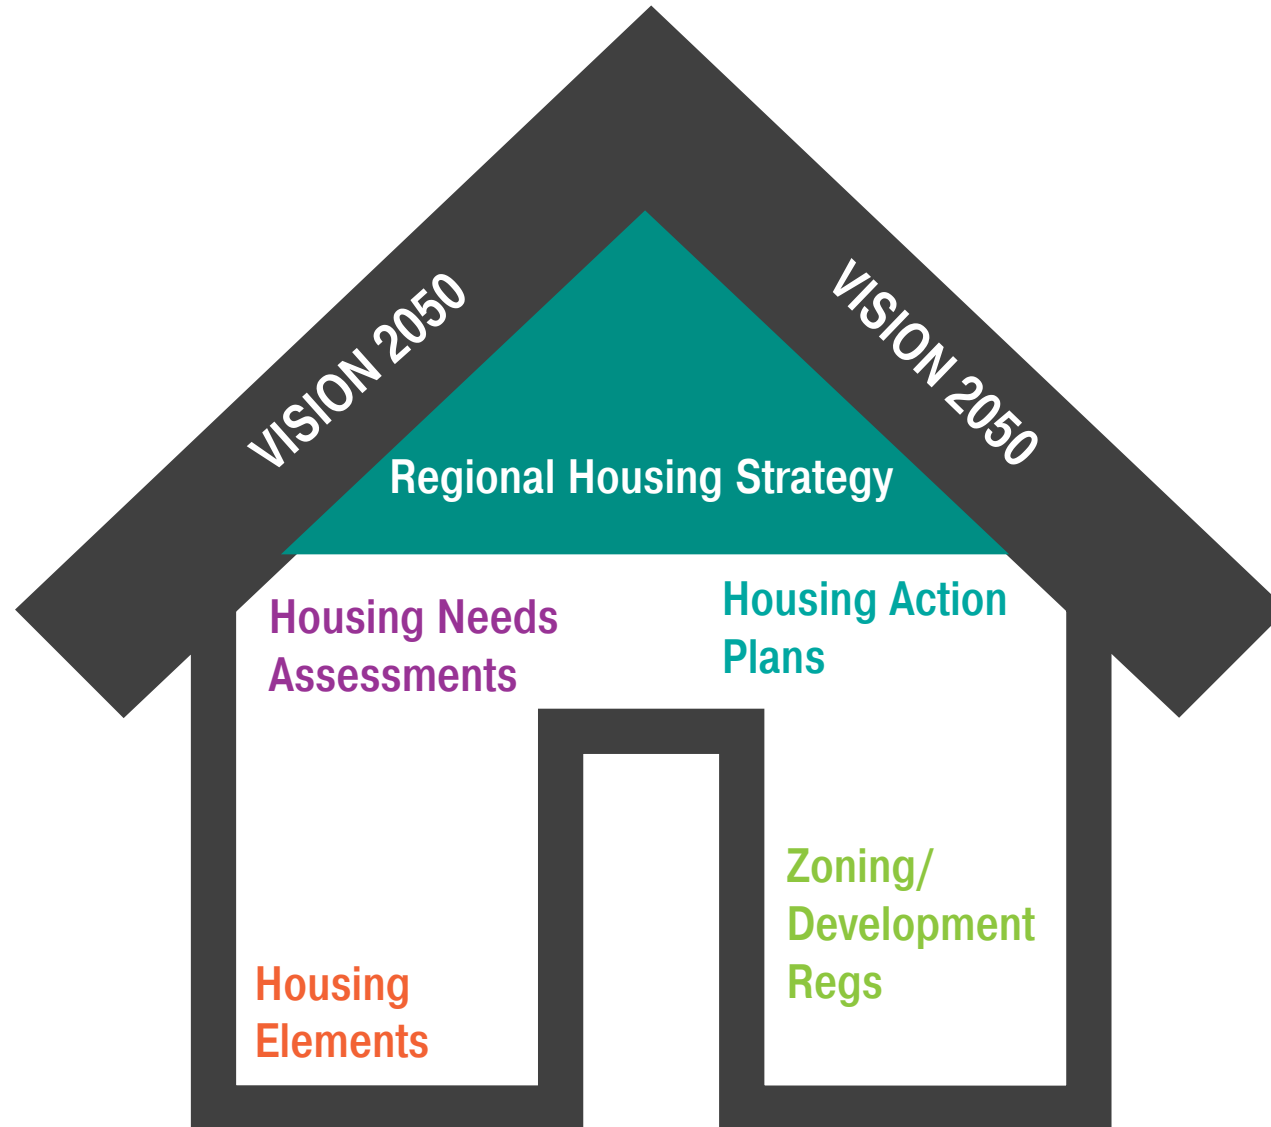 VISION 2050
VISION 2050
Regional Housing Strategy
Housing Needs
Assessments
Housing Action
Plans
Housing
Elements
Zoning/
Development
Regs